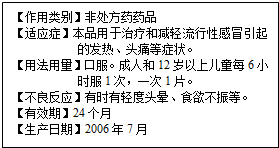 【作用类别】非处方药药品
【适应症】本品用于治疗和减轻流行性感冒引起
的发热、头痛等症状。
【用法用量】口服。成人和12岁以上儿童每6小
时服1次，一次1片。
【不良反应】有时有轻度头晕、食欲不振等。
【有效期】24个月
【生产日期】2006年7月